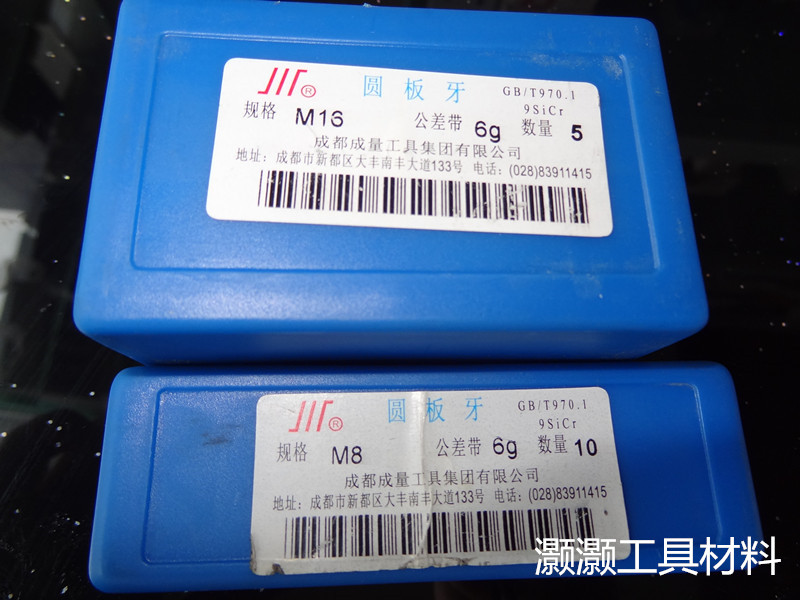 圆板牙 GB/T970.1
9SiCr
规格 M16 公差带 6g 数量 5
成都成量工具集团有限公司
地址：成都市新都区大丰南丰大道133号 电话：(028)83911415
圆板牙 GB/T970.1
9SiCr
规格 M8 公差带 6g 数量 10
成都成量工具集团有限公司
地址：成都市新都区大丰南丰大道133号 电话：(028)83911415
灏灏工具材料